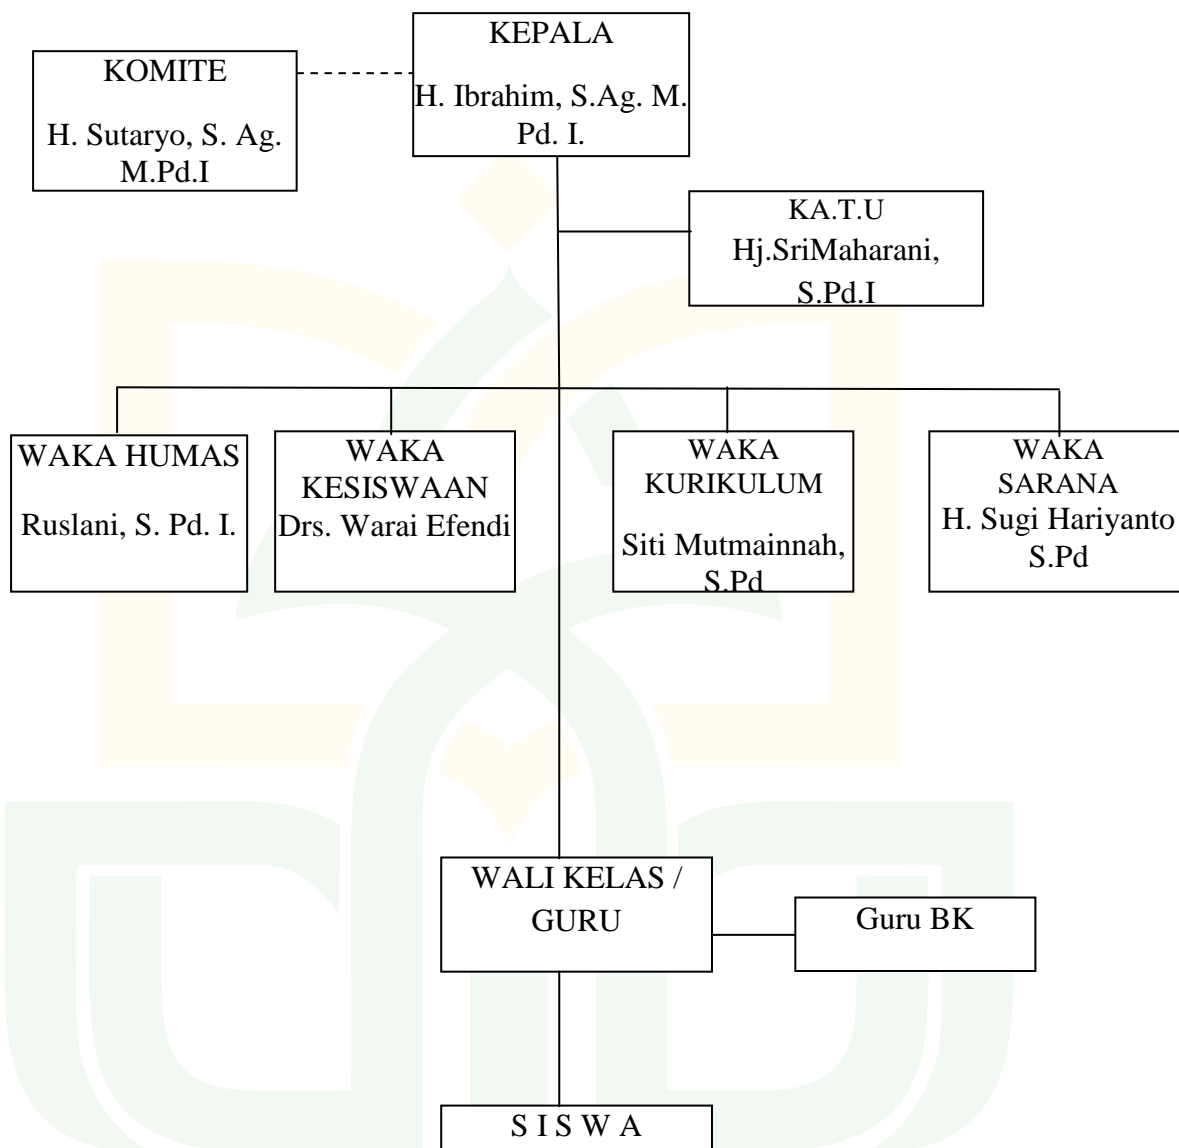 KEPALA
H. Ibrahim, S.Ag. M.
Pd. I.
KOMITE
H. Sutaryo, S. Ag.
M.Pd.I
KA.T.U
Hj.SriMaharani,
S.Pd.I
WAKA HUMAS
Ruslani, S. Pd. I.
WAKA
KESISWAAN
Drs. Warai Efendi
WAKA
KURIKULUM
Siti Mutmainnah,
S.Pd
WAKA
SARANA
H. Sugi Hariyanto
S.Pd
WALI KELAS /
GURU
Guru BK
S I S W A